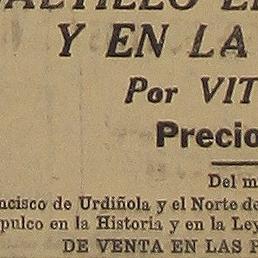 ALTILLO E
Y EN LA
Por VIT
Precio
Del m
ncisco de Urdiñola y el Norte de
pulco en la Historia y en la Ley
DE VENTA EN LAS